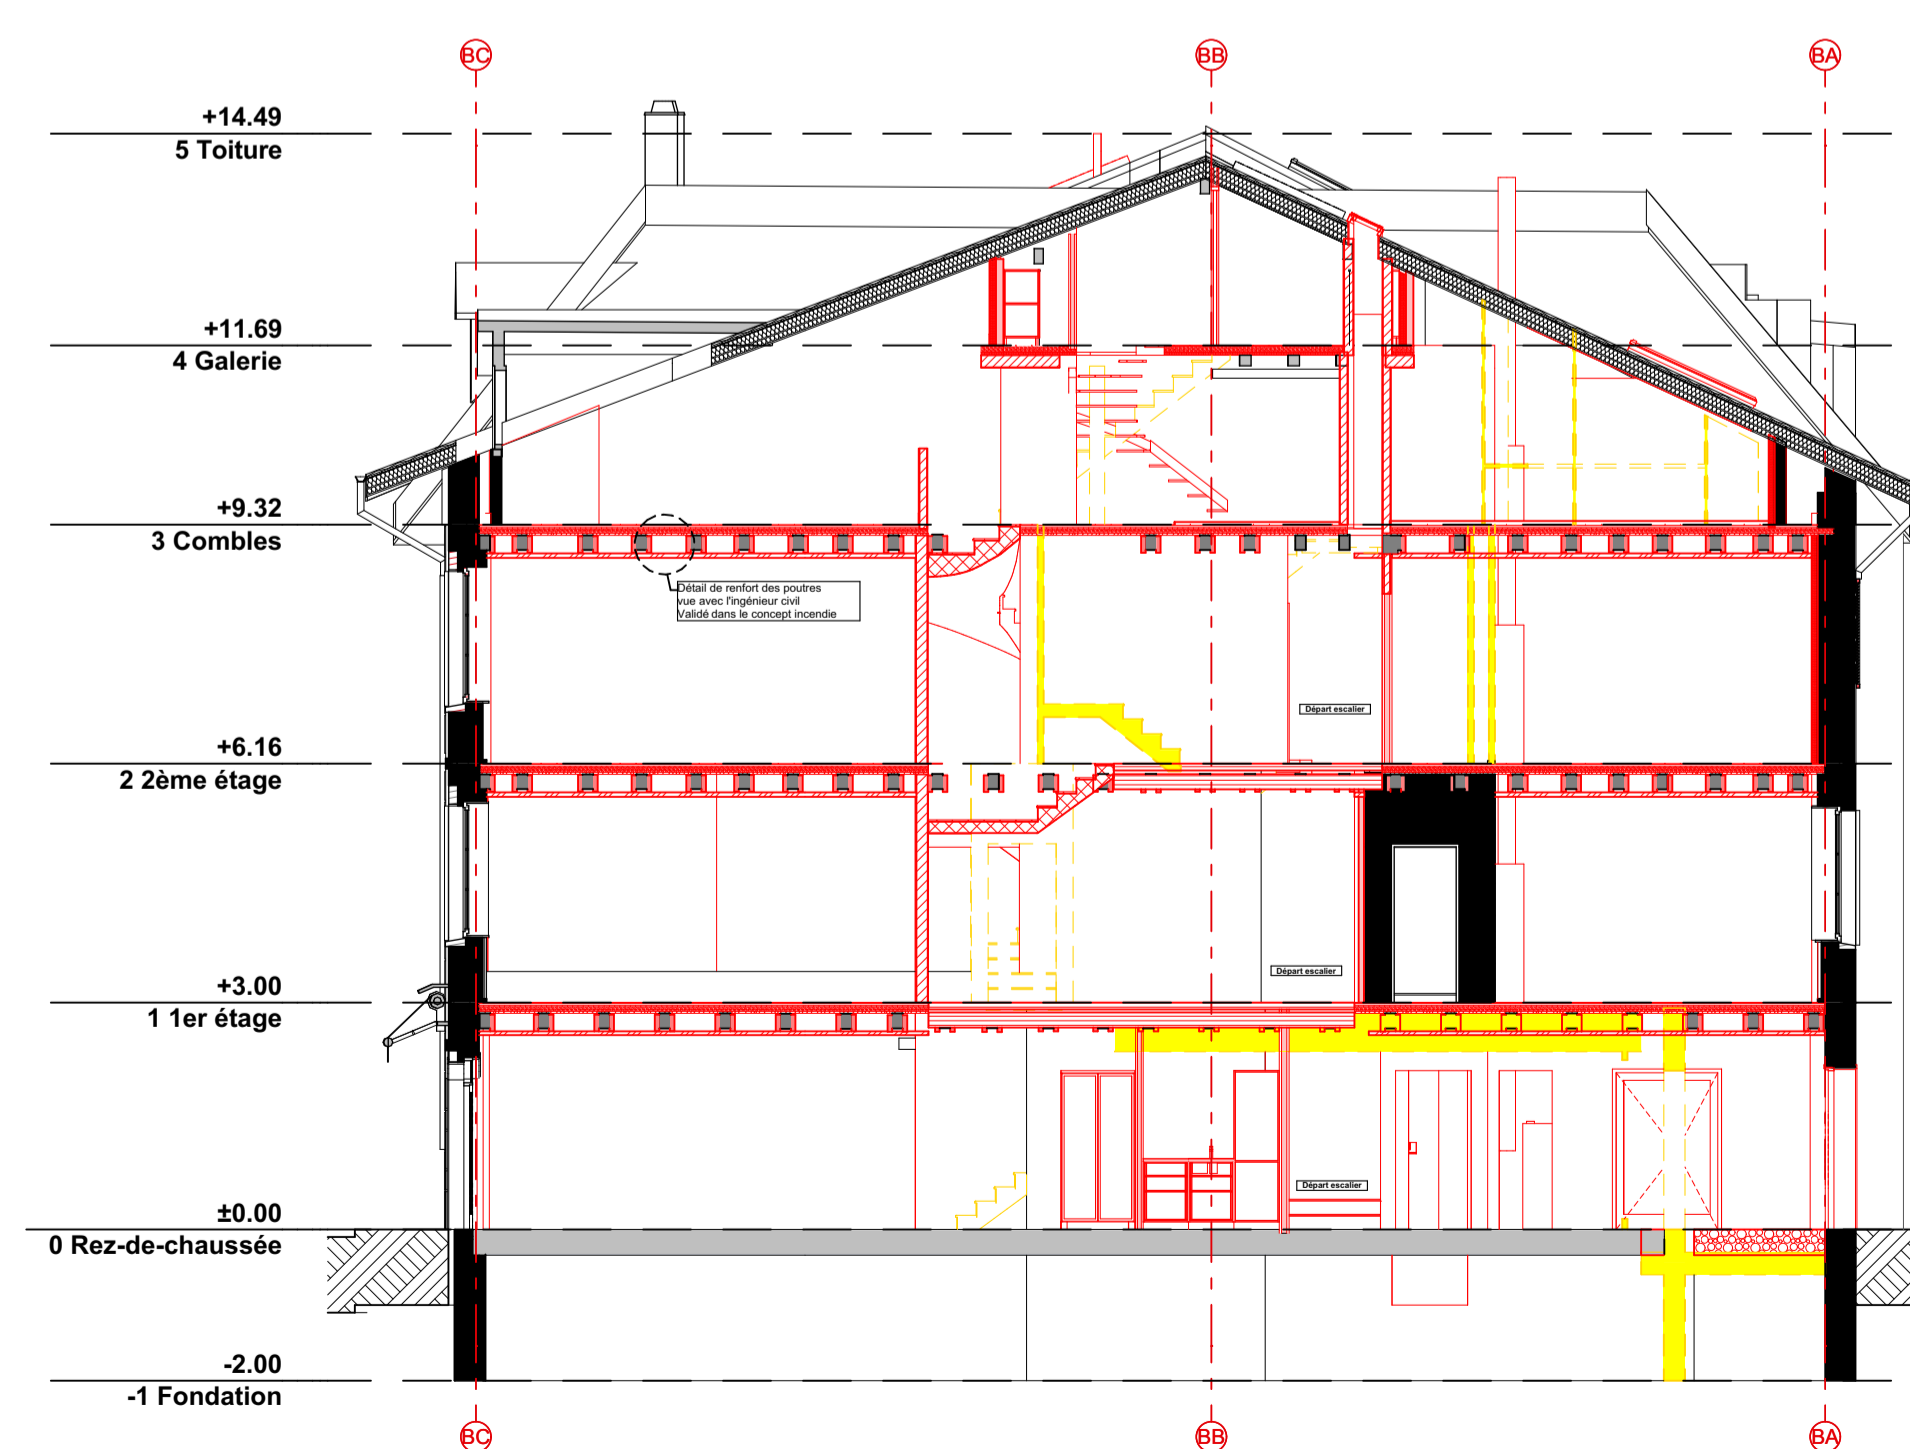 BC
BB
BA
+14.49
5 Toiture
+11.69
4 Galerie
+9.32
3 Combles
Détail de renfort des poutres
vue avec l'ingénieur civil
Validé dans le concept incendie
Départ escalier
+6.16
2 2ème étage
Départ escalier
+3.00
1 1er étage
Départ escalier
±0.00
0 Rez-de-chaussée
-2.00
-1 Fondation
BC
BB
BA